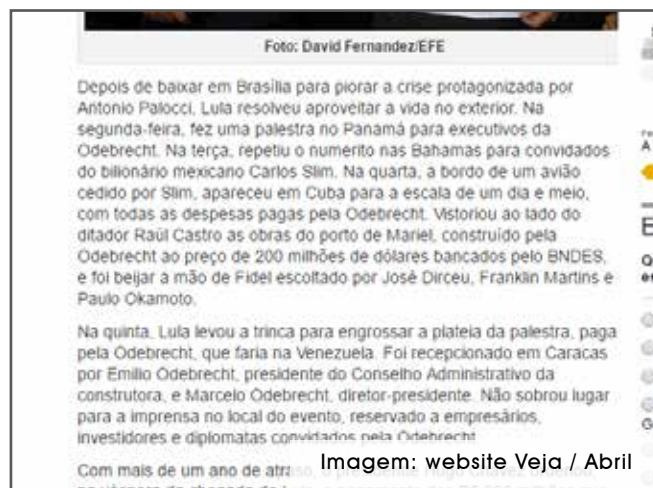 Foto: David Fernandez/EFE
Depois de baixar em Brasília para piorar a crise protagonizada por
Antonio Palocci, Lula resolveu aproveitar a vida no exterior. Na
segunda-feira, fez uma palestra no Panamá para executivos da
Odebrecht. Na terça, repetiu o numerito nas Bahamas para convidados
do bilionário mexicano Carlos Slim. Na quarta, a bordo de um avião
cedido por Slim, apareceu em Cuba para a escala de um dia e meio,
com todas as despesas pagas pela Odebrecht. Vistoriou ao lado do
ditador Raúl Castro as obras do porto de Mariel, construído pela
Odebrecht ao preço de 200 milhões de dólares bancados pelo BNDES,
e foi beijar a mão de Fidel escoltado por José Dirceu, Franklin Martins e
Paulo Okamoto.
Na quinta, Lula levou a trinca para engrossar a plateia da palestra, paga
pela Odebrecht, que faria na Venezuela. Foi recepcionado em Caracas
por Emilio Odebrecht, presidente do Conselho Administrativo da
construtora, e Marcelo Odebrecht, diretor-presidente. Não sobrou lugar
para a imprensa no local do evento, reservado a empresários,
investidores e diplomatas convidados pela Odebrecht
Com mais de um ano de
Imagem: website Veja / Abril